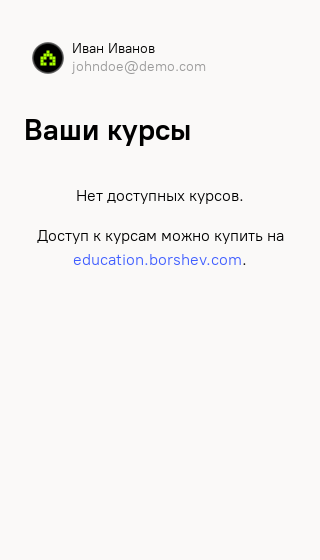 Иван Иванов
johndoe@demo.com
Ваши курсы
Нет доступных курсов.
Доступ к курсам можно купить на
education.borshev.com.